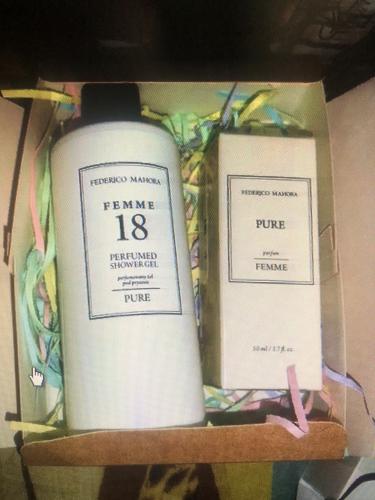 FEDERICO MAHORA
FEMME
18
PERFUMED
SHOWER GEL
perfumowany żel
pod prysznic
PURE
FEDERICO MAHORA
PURE
parfum
FEMME
50 ml / 1.7 fl. oz.